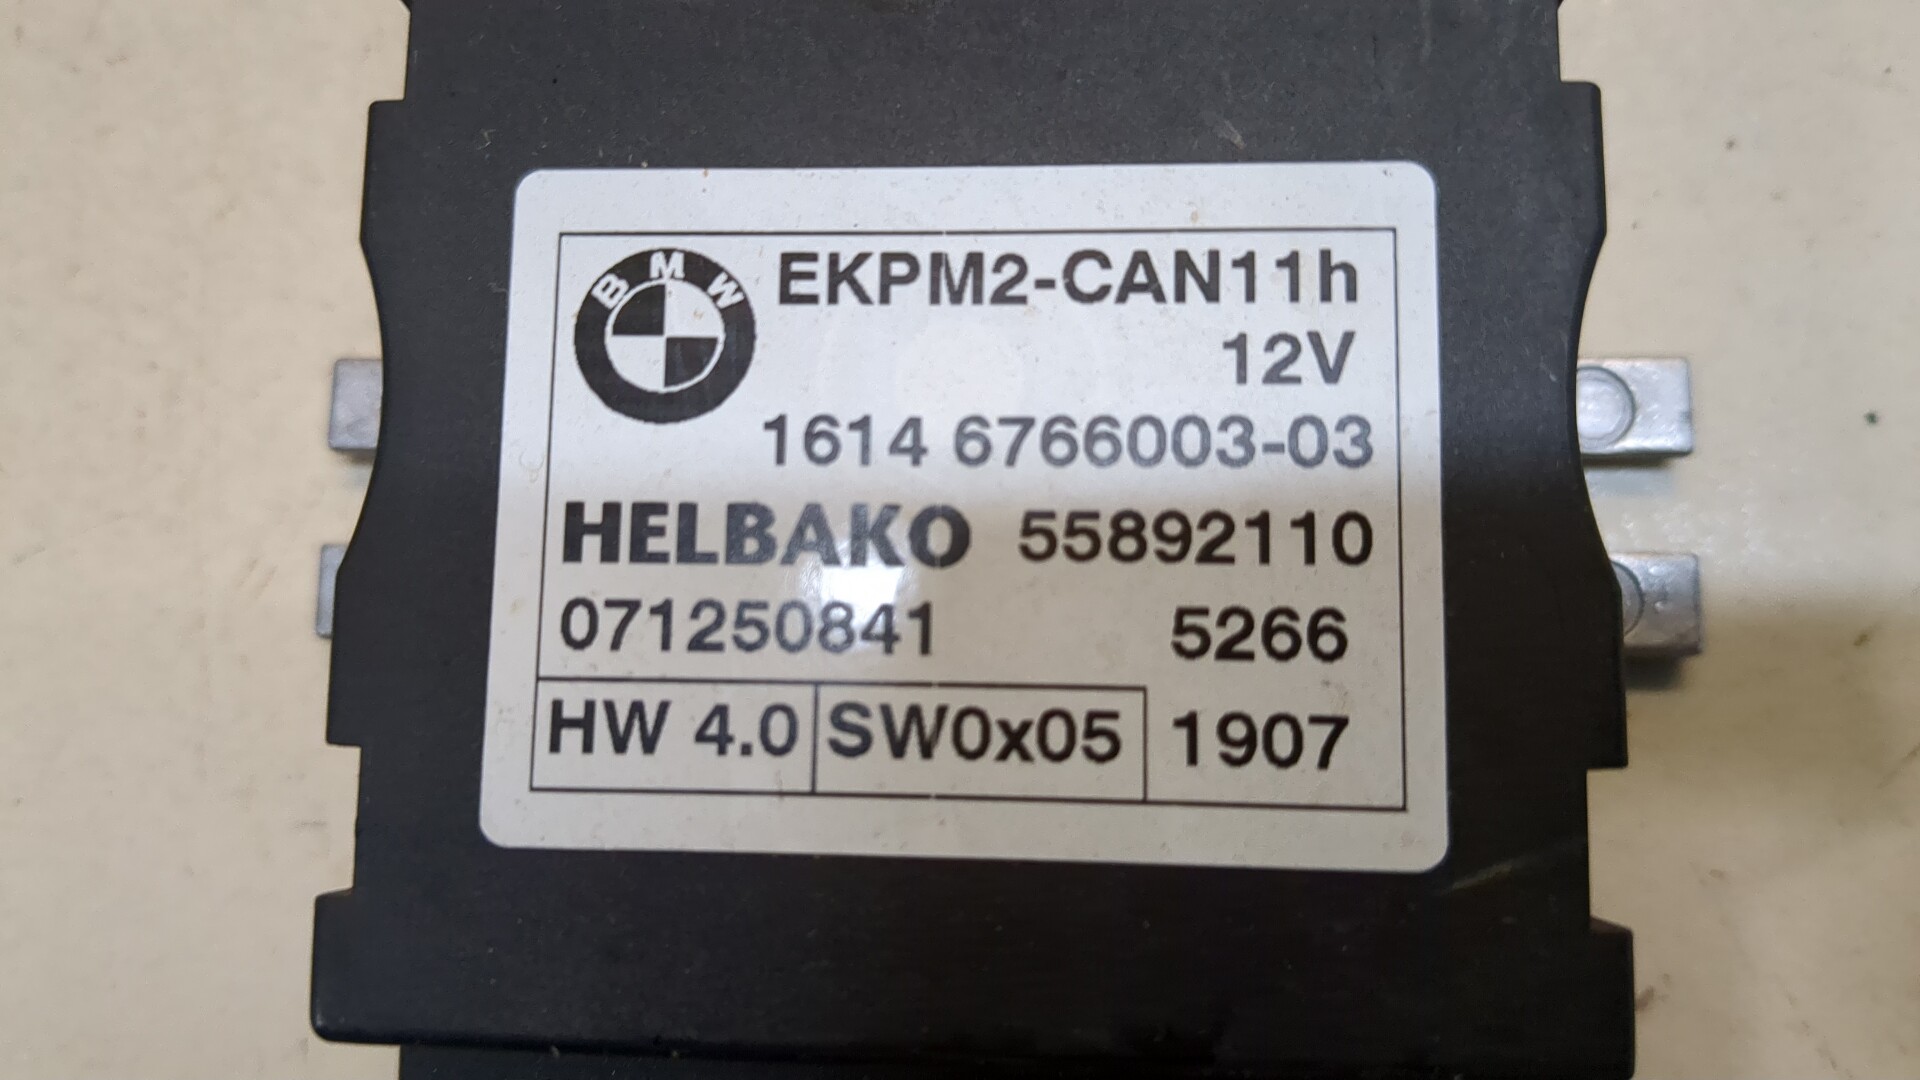 BMW
EKPM2-CAN11h
12V
1614 6766003-03
HELBAKO 55892110
071250841 5266
HW 4.0 SW0x05 1907